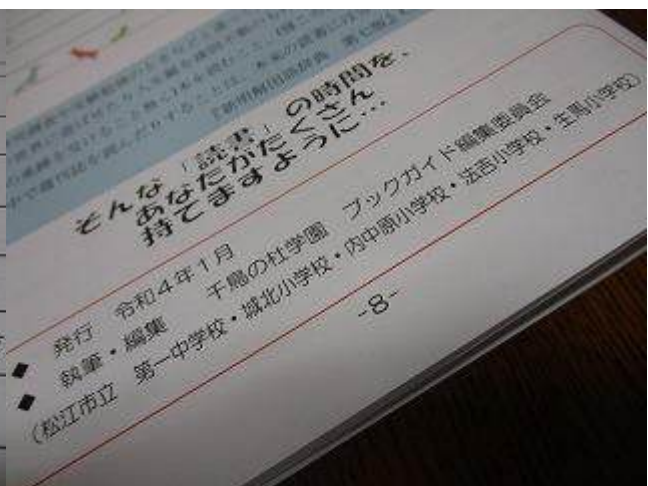 そんな「読書」の時間を、
あなたがたくさん
持てますように…
◆ 発行 令和4年1月
◆ 執筆・編集 千鳥の杜学園 ブックガイド編集委員会
(松江市立 第一中学校・城北小学校・内中原小学校・法吉小学校・生馬小学校)
-8-